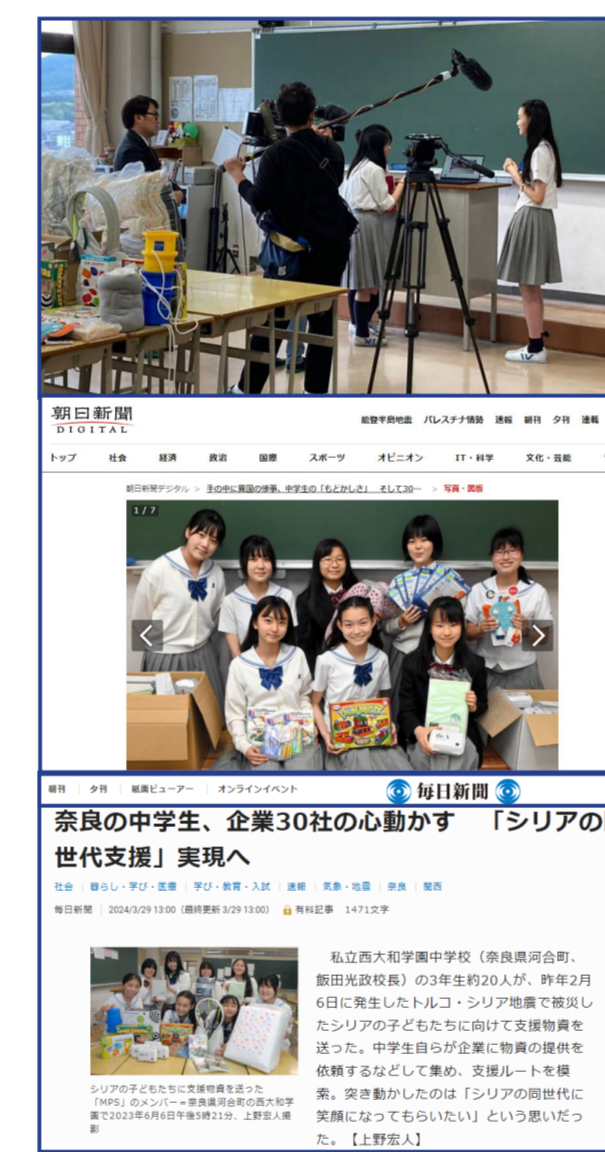 朝日新聞
DIGITAL
能登半島地震 パレスチナ情勢 速報 朝刊 夕刊 連載
トップ 社会 経済 政治 国際 スポーツ オピニオン IT・科学 文化・芸能
朝日新聞デジタル > 手の中に異国の惨事、中学生の「もどかしさ」 そして30… > 写真・図版
1 / 7
朝刊 夕刊 紙面ビューアー オンラインイベント
毎日新聞
奈良の中学生、企業30社の心動かす 「シリアの
世代支援」実現へ
社会 暮らし・学び・医療 学び・教育・入試 速報 気象・地震 奈良 関西
毎日新聞 2024/3/29 13:00（最終更新 3/29 13:00） 有料記事 1471文字
私立西大和学園中学校（奈良県河合町、
飯田光政校長）の3年生約20人が、昨年2月
6日に発生したトルコ・シリア地震で被災し
たシリアの子どもたちに向けて支援物資を
送った。中学生自らが企業に物資の提供を
依頼するなどして集め、支援ルートを模
索。突き動かしたのは「シリアの同世代に
笑顔になってもらいたい」という思いだっ
た。【上野宏人】
シリアの子どもたちに支援物資を送った
「MPS」のメンバー＝奈良県河合町の西大和学
園で2023年6月6日午後5時21分、上野宏人撮
影